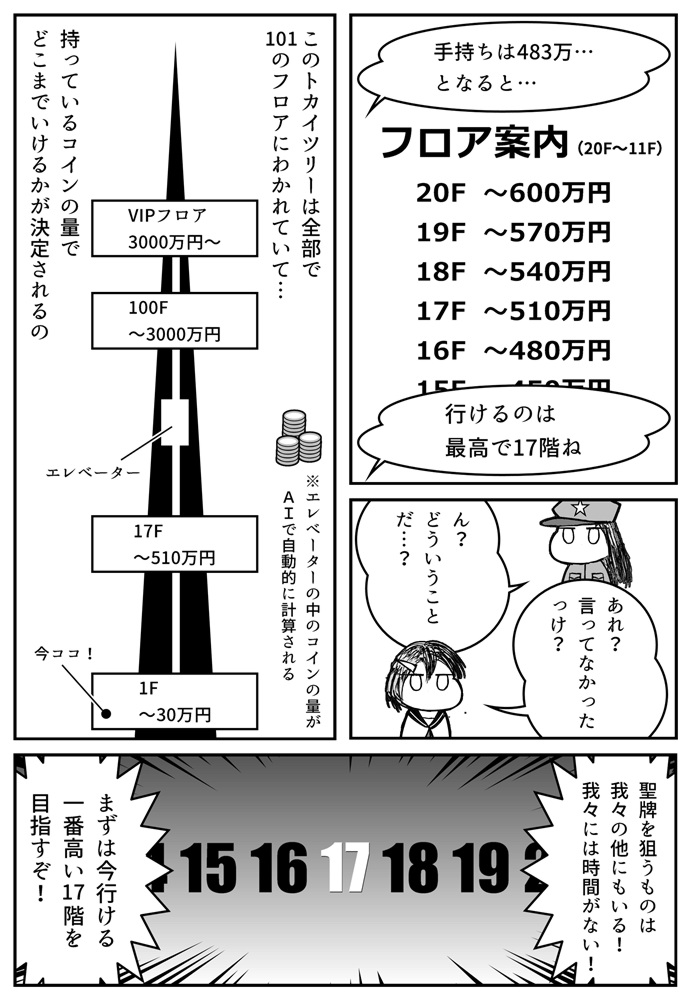 手持ちは483万…
となると…
フロア案内(20F~11F)
20F ~600万円
19F ~570万円
18F ~540万円
17F ~510万円
16F ~480万円
15F ~450万円
行けるのは
最高で17階ね
ん?
どういうこと
だ…?
あれ?
言ってなかった
っけ?
このトカイツリーは全部で
101のフロアにわかれていて…
持っているコインの量で
どこまでいけるかが決定されるの
VIPフロア
3000万円~
100F
~3000万円
エレベーター
17F
~510万円
※エレベーターの中のコインの量が
AIで自動的に計算される
今ココ!
1F
~30万円
聖牌を狙うものは
我々の他にもいる!
我々には時間がない!
15 16 17 18 19
まずは今行ける
一番高い17階を
目指すぞ!